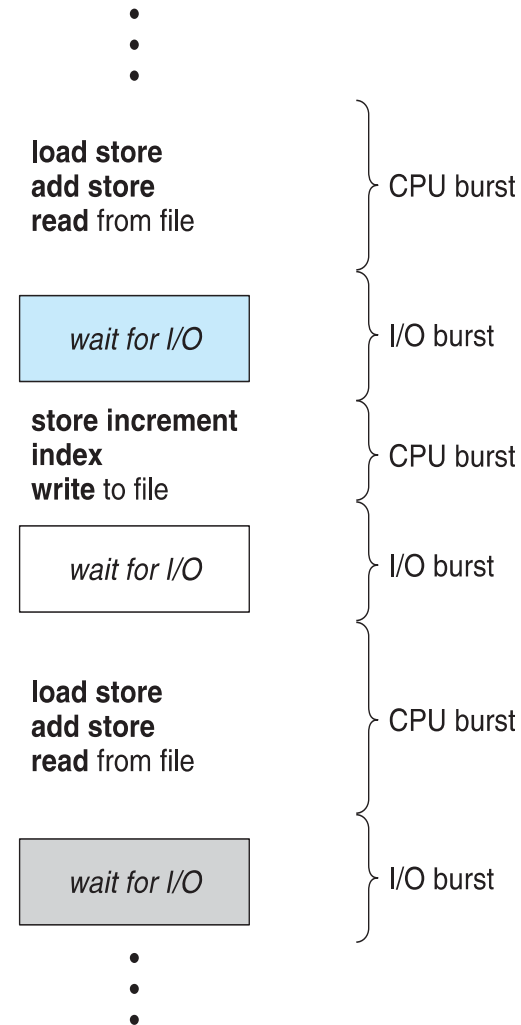 load store
add store
read from file
CPU burst
wait for I/O
I/O burst
store increment
index
write to file
CPU burst
wait for I/O
I/O burst
load store
add store
read from file
CPU burst
wait for I/O
I/O burst